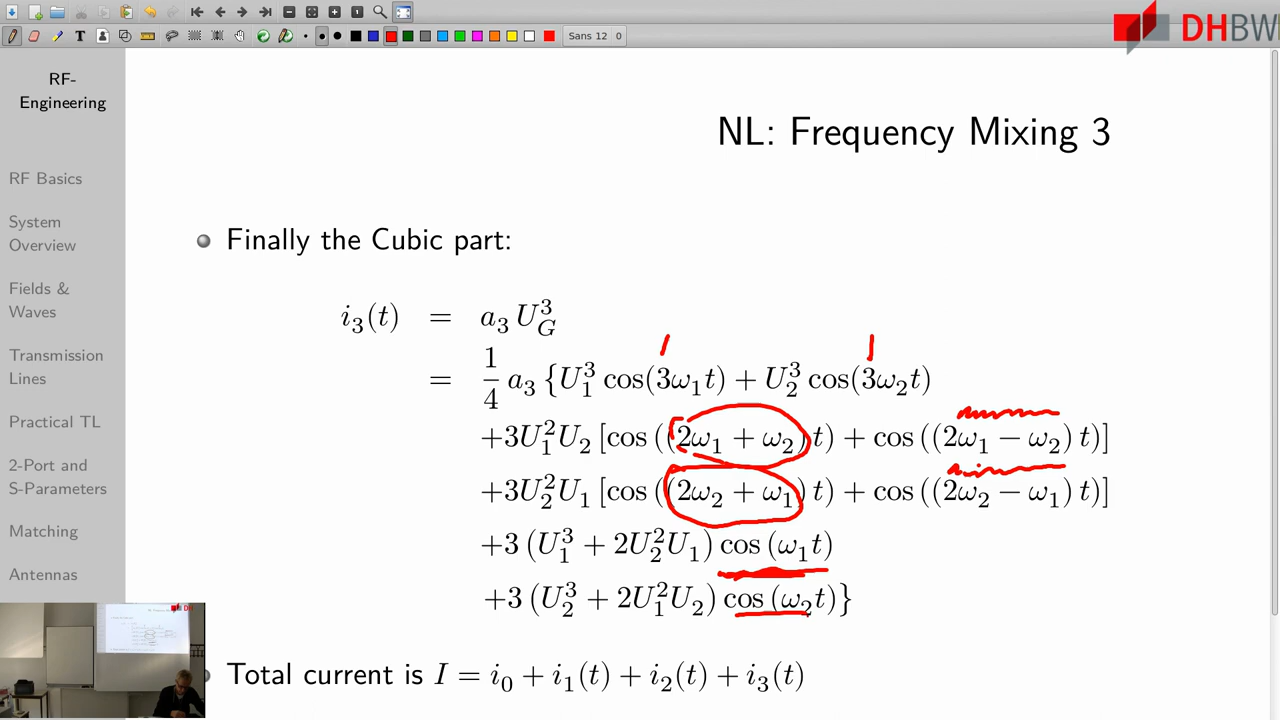 Sans 12 0
DHBW
RF-
Engineering
RF Basics
System
Overview
Fields &
Waves
Transmission
Lines
Practical TL
2-Port and
S-Parameters
Matching
Antennas
NL: Frequency Mixing 3
Finally the Cubic part:
i₃(t) = a₃ U_G³
= 1/4 a₃ {U₁³ cos(3ω₁t) + U₂³ cos(3ω₂t)
+3U₁²U₂ [cos ((2ω₁ + ω₂) t) + cos ((2ω₁ − ω₂) t)]
+3U₂²U₁ [cos ((2ω₂ + ω₁) t) + cos ((2ω₂ − ω₁) t)]
+3 (U₁³ + 2U₂²U₁) cos (ω₁t)
+3 (U₂³ + 2U₁²U₂) cos (ω₂t)}
Total current is I = i₀ + i₁(t) + i₂(t) + i₃(t)